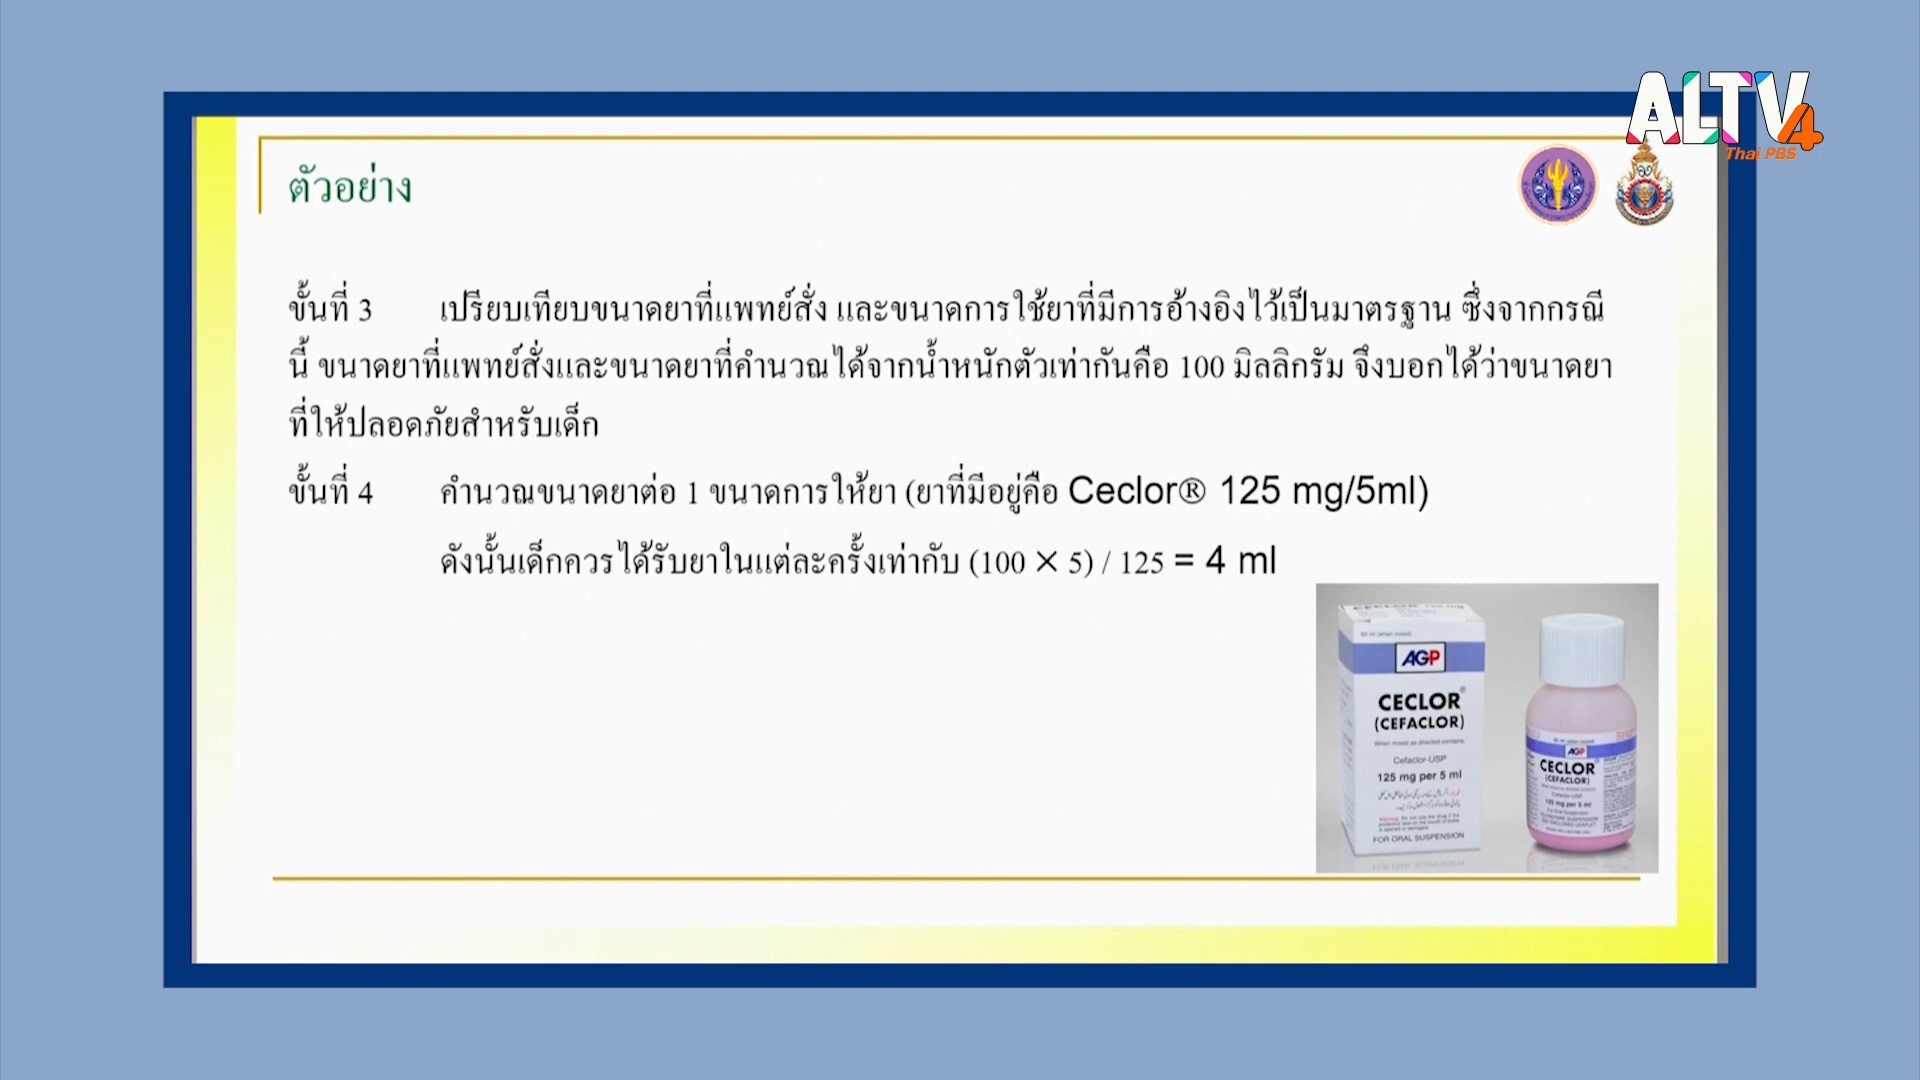 ALTV4
Thai PBS
ตัวอย่าง
ขั้นที่ 3 เปรียบเทียบขนาดยาที่แพทย์สั่ง และขนาดการใช้ยาที่มีการอ้างอิงไว้เป็นมาตรฐาน ซึ่งจากกรณี
นี้ ขนาดยาที่แพทย์สั่งและขนาดยาที่คำนวณได้จากน้ำหนักตัวเท่ากันคือ 100 มิลลิกรัม จึงบอกได้ว่าขนาดยา
ที่ให้ปลอดภัยสำหรับเด็ก
ขั้นที่ 4 คำนวณขนาดยาต่อ 1 ขนาดการให้ยา (ยาที่มีอยู่คือ Ceclor® 125 mg/5ml)
ดังนั้นเด็กควรได้รับยาในแต่ละครั้งเท่ากับ (100 × 5) / 125 = 4 ml
AGP
CECLOR®
(CEFACLOR)
When mixed as directed contains:
Cefaclor-USP
125 mg per 5 ml
FOR ORAL SUSPENSION
AGP
CECLOR
(CEFACLOR)
Cefaclor-USP
125 mg per 5 ml